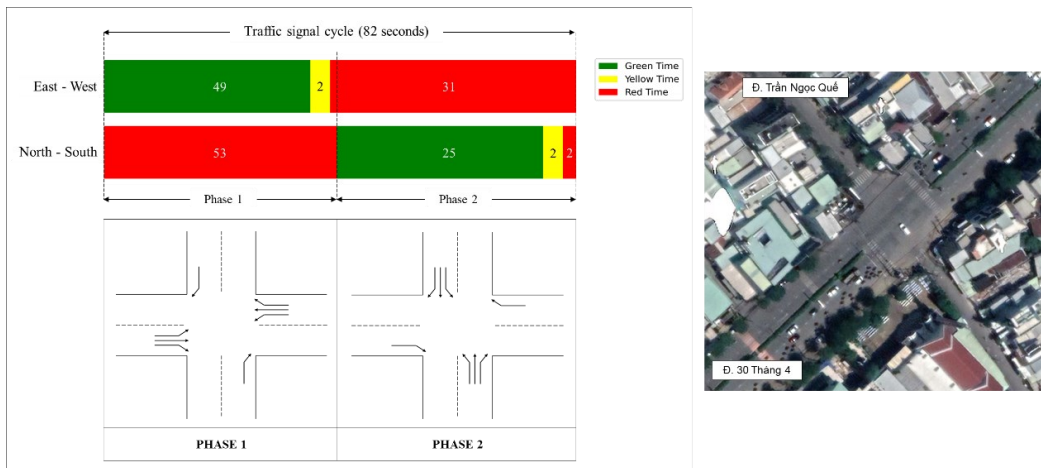 Traffic signal cycle (82 seconds)
East - West
49
2
31
Green Time
Yellow Time
Red Time
North - South
53
25
2
2
Phase 1
Phase 2
PHASE 1
PHASE 2
Đ. Trần Ngọc Quế
Đ. 30 Tháng 4